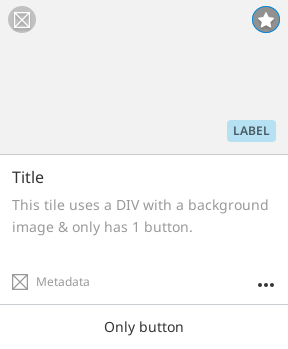 LABEL
Title
This tile uses a DIV with a background
image & only has 1 button.
Metadata
Only button